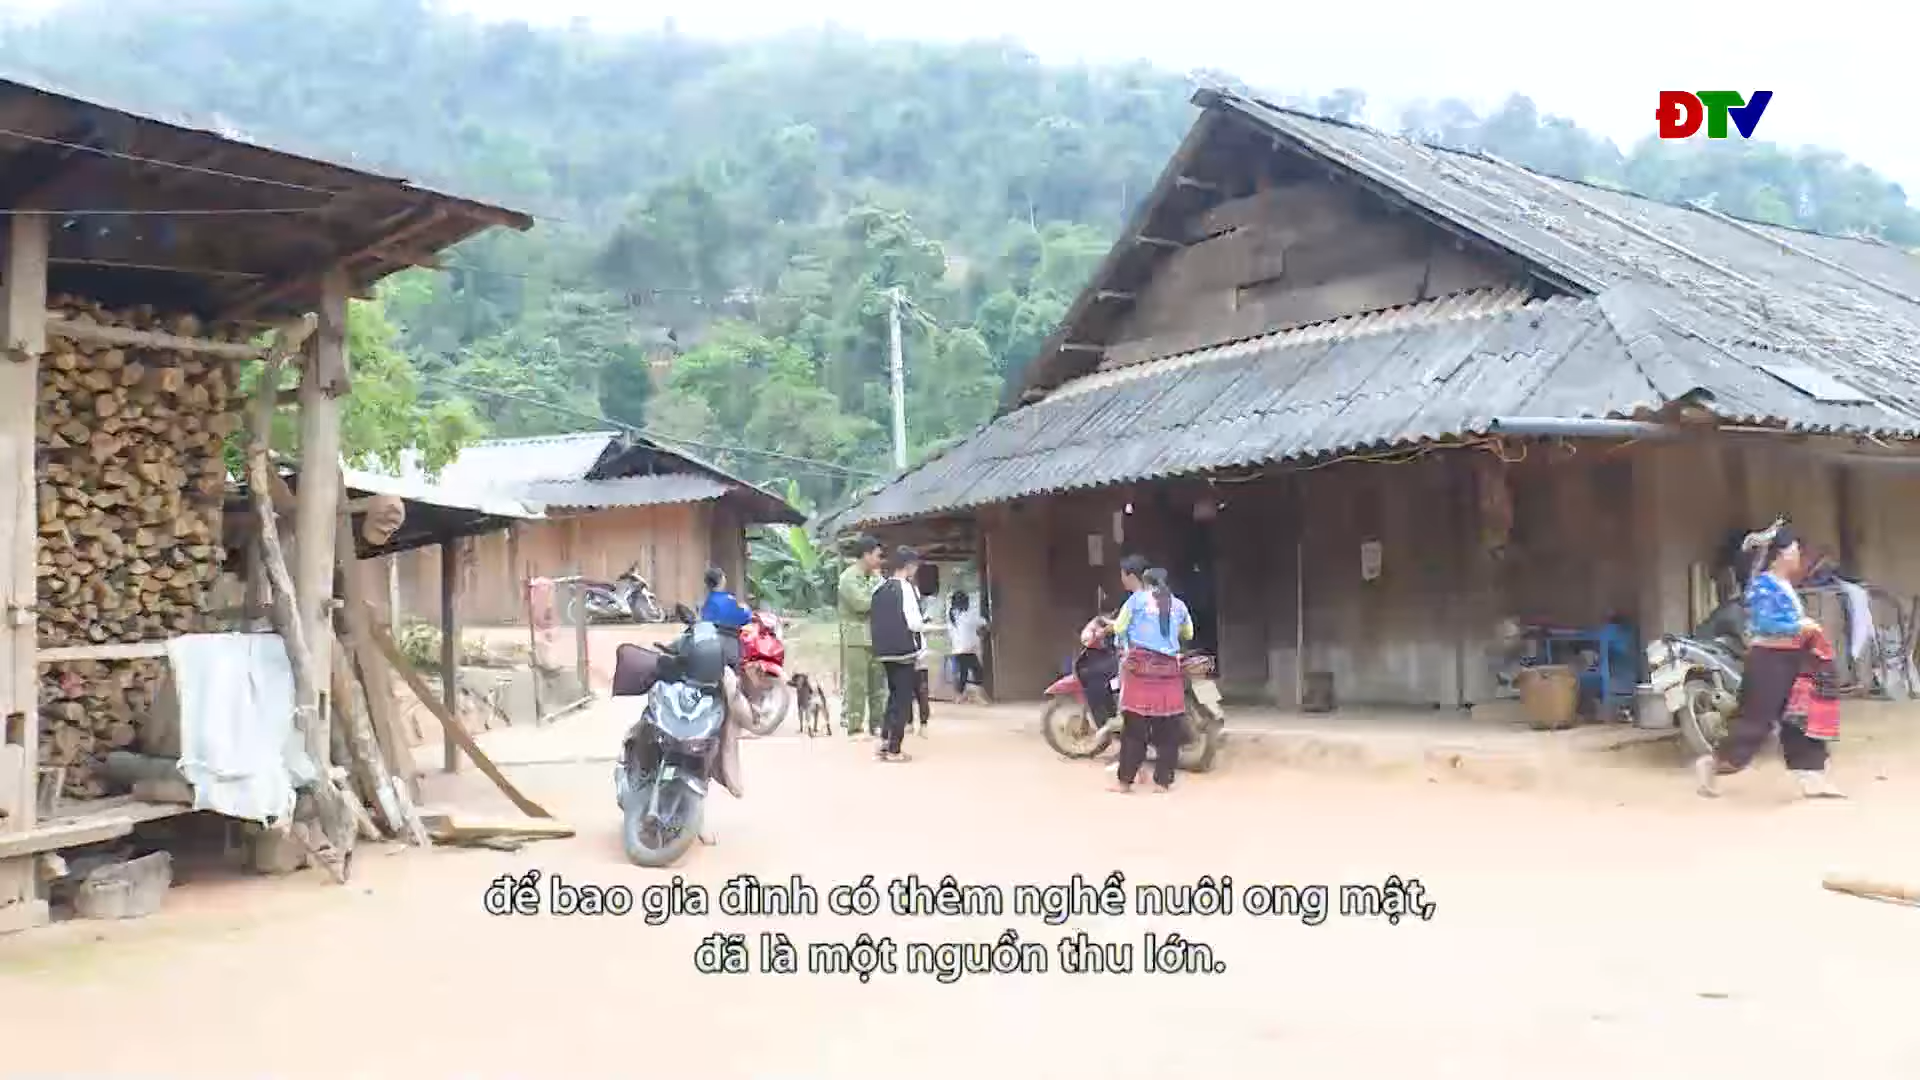 ĐTV
để bao gia đình có thêm nghề nuôi ong mật,
đã là một nguồn thu lớn.